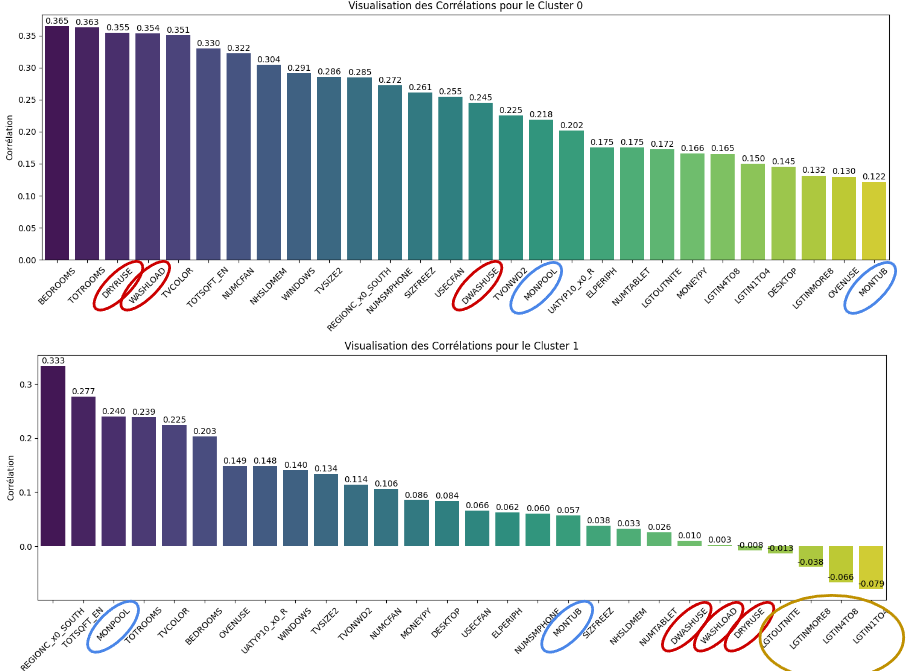 Visualisation des Corrélations pour le Cluster 0
0.365 0.363 0.355 0.354 0.351 0.330 0.322 0.304 0.291 0.286 0.285 0.272 0.261 0.255 0.245 0.225 0.218 0.202 0.175 0.175 0.172 0.166 0.165 0.150 0.145 0.132 0.130 0.122
Corrélation
0.35
0.30
0.25
0.20
0.15
0.10
0.05
0.00
BEDROOMS
TOTROOMS
DRYRUSE
WASHLOAD
TVCOLOR
TOTSQFT_EN
NUMCFAN
NHSLDMEM
WINDOWS
TVSIZE2
REGIONC_x0_SOUTH
NUMSMPHONE
SIZFREEZ
USECFAN
DWASHUSE
TVONWD2
MONPOOL
UATYP10_x0_R
ELPERIPH
NUMTABLET
LGTOUTNITE
MONEYPY
LGTIN4TO8
LGTIN1TO4
DESKTOP
LGTINMORE8
OVENUSE
MONTUB
Visualisation des Corrélations pour le Cluster 1
0.333 0.277 0.240 0.239 0.225 0.203 0.149 0.148 0.140 0.134 0.114 0.106 0.086 0.084 0.066 0.062 0.060 0.057 0.038 0.033 0.026 0.010 0.003 -0.008 -0.013 -0.038 -0.066 -0.079
Corrélation
0.3
0.2
0.1
0.0
REGIONC_x0_SOUTH
TOTSQFT_EN
MONPOOL
TOTROOMS
TVCOLOR
BEDROOMS
OVENUSE
UATYP10_x0_R
WINDOWS
TVSIZE2
TVONWD2
NUMCFAN
MONEYPY
DESKTOP
USECFAN
ELPERIPH
NUMSMPHONE
MONTUB
SIZFREEZ
NHSLDMEM
NUMTABLET
DWASHUSE
WASHLOAD
DRYRUSE
LGTOUTNITE
LGTINMORE8
LGTIN4TO8
LGTIN1TO4